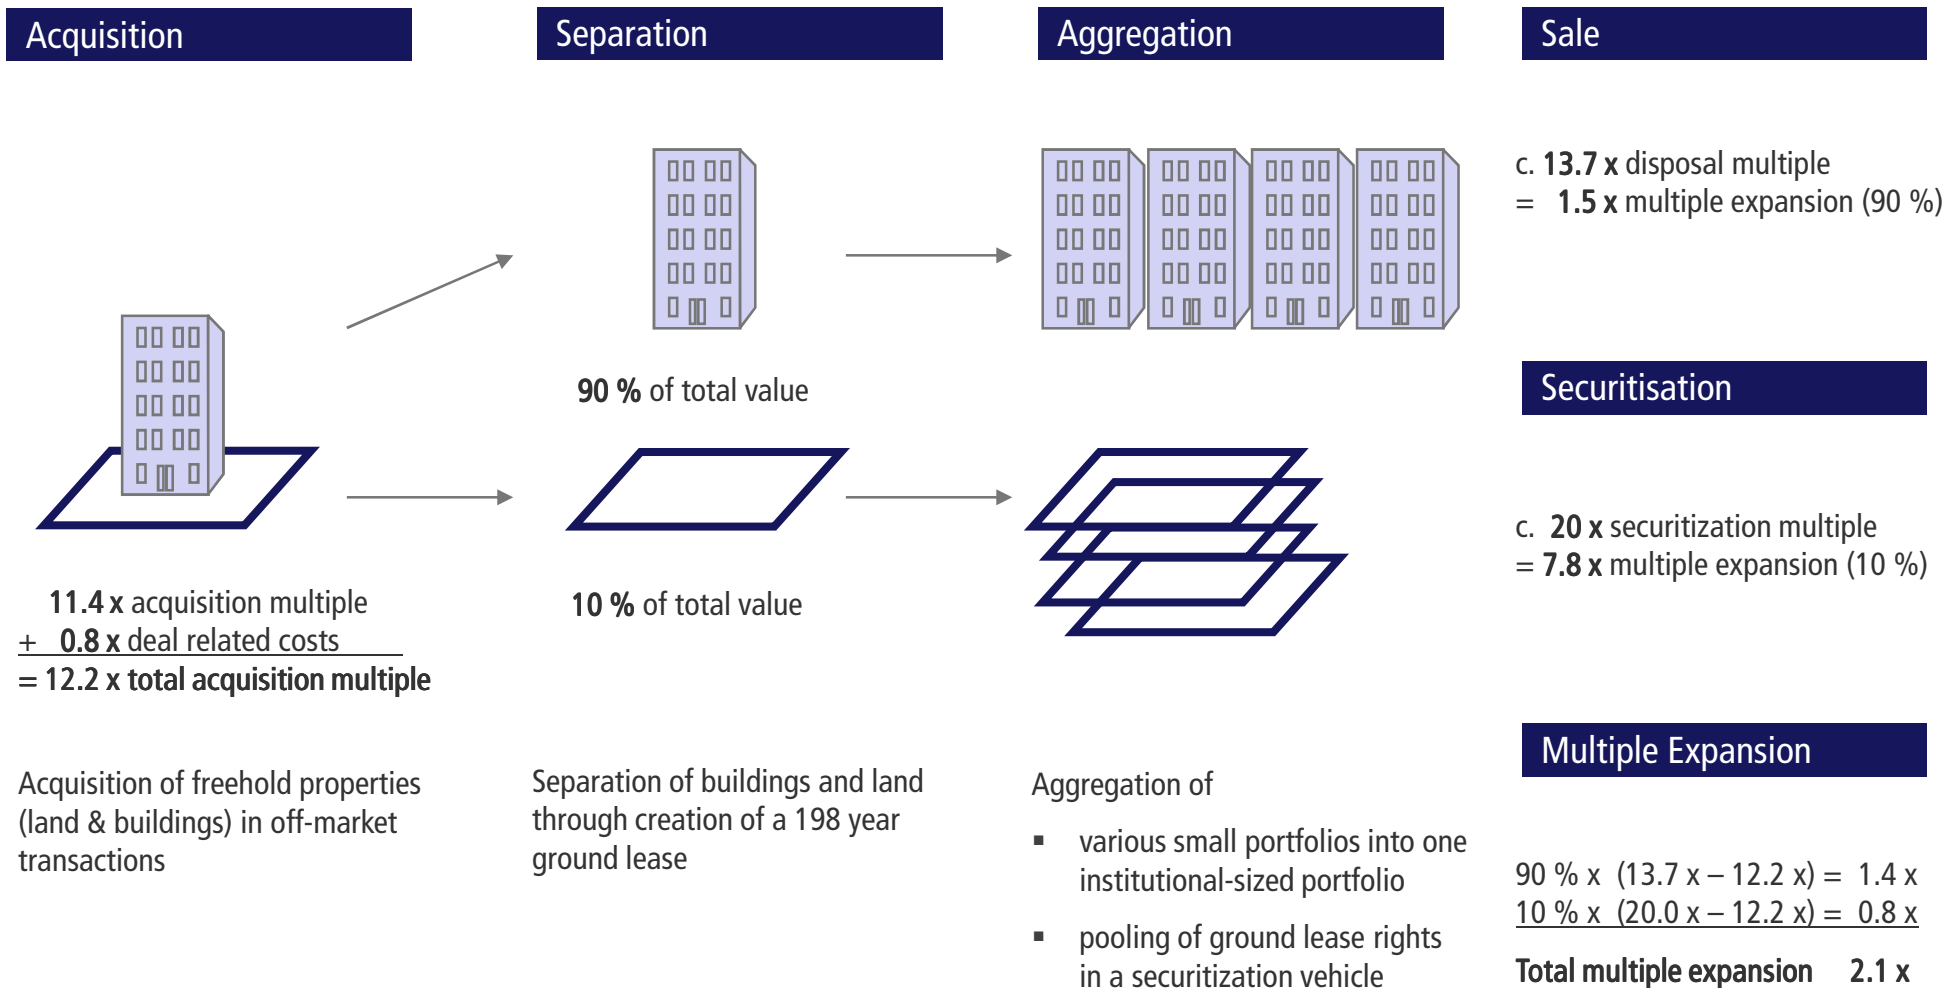 Acquisition
11.4 x acquisition multiple
+ 0.8 x deal related costs
= 12.2 x total acquisition multiple
Acquisition of freehold properties
(land & buildings) in off-market
transactions
Separation
90 % of total value
10 % of total value
Separation of buildings and land
through creation of a 198 year
ground lease
Aggregation
Aggregation of
▪ various small portfolios into one
institutional-sized portfolio
▪ pooling of ground lease rights
in a securitization vehicle
Sale
c. 13.7 x disposal multiple
= 1.5 x multiple expansion (90 %)
Securitisation
c. 20 x securitization multiple
= 7.8 x multiple expansion (10 %)
Multiple Expansion
90 % x (13.7 x – 12.2 x) = 1.4 x
10 % x (20.0 x – 12.2 x) = 0.8 x
Total multiple expansion 2.1 x